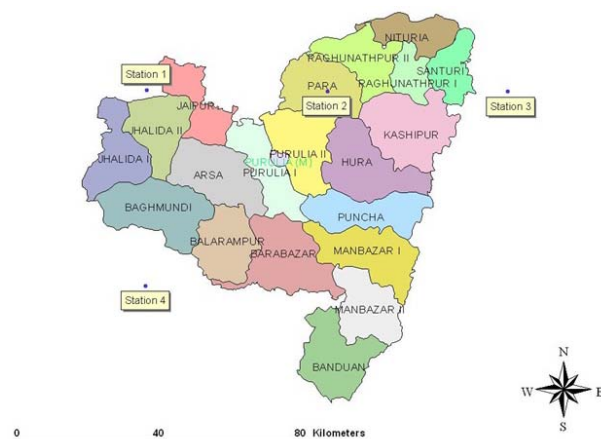 NITURIA
RAGHUNATHPUR II
SANTURI
RAGHUNATHPUR I
PARA
Station 1
Station 2
Station 3
JAIPUR
JHALIDA II
KASHIPUR
JHALIDA I
PURULIA II
PURULIA (M)
HURA
ARSA
PURULIA I
BAGHMUNDI
PUNCHA
BALARAMPUR
BARABAZAR
MANBAZAR I
Station 4
MANBAZAR II
BANDUAN
N
W E
S
0 40 80 Kilometers